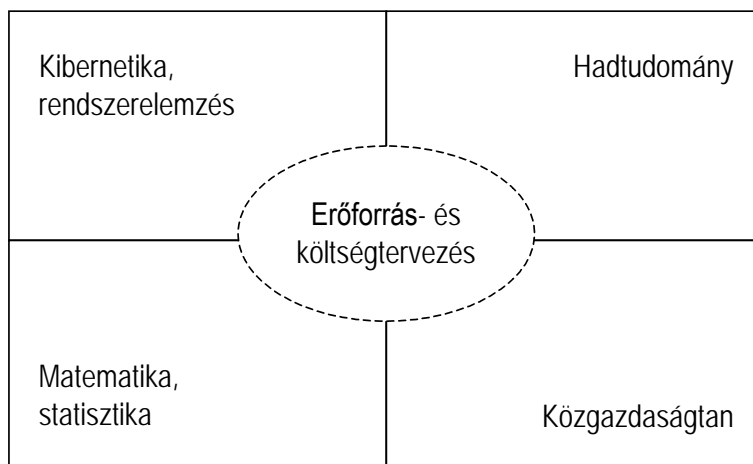 Kibernetika,
rendszerelemzés
Hadtudomány
Erőforrás- és
költségtervezés
Matematika,
statisztika
Közgazdaságtan